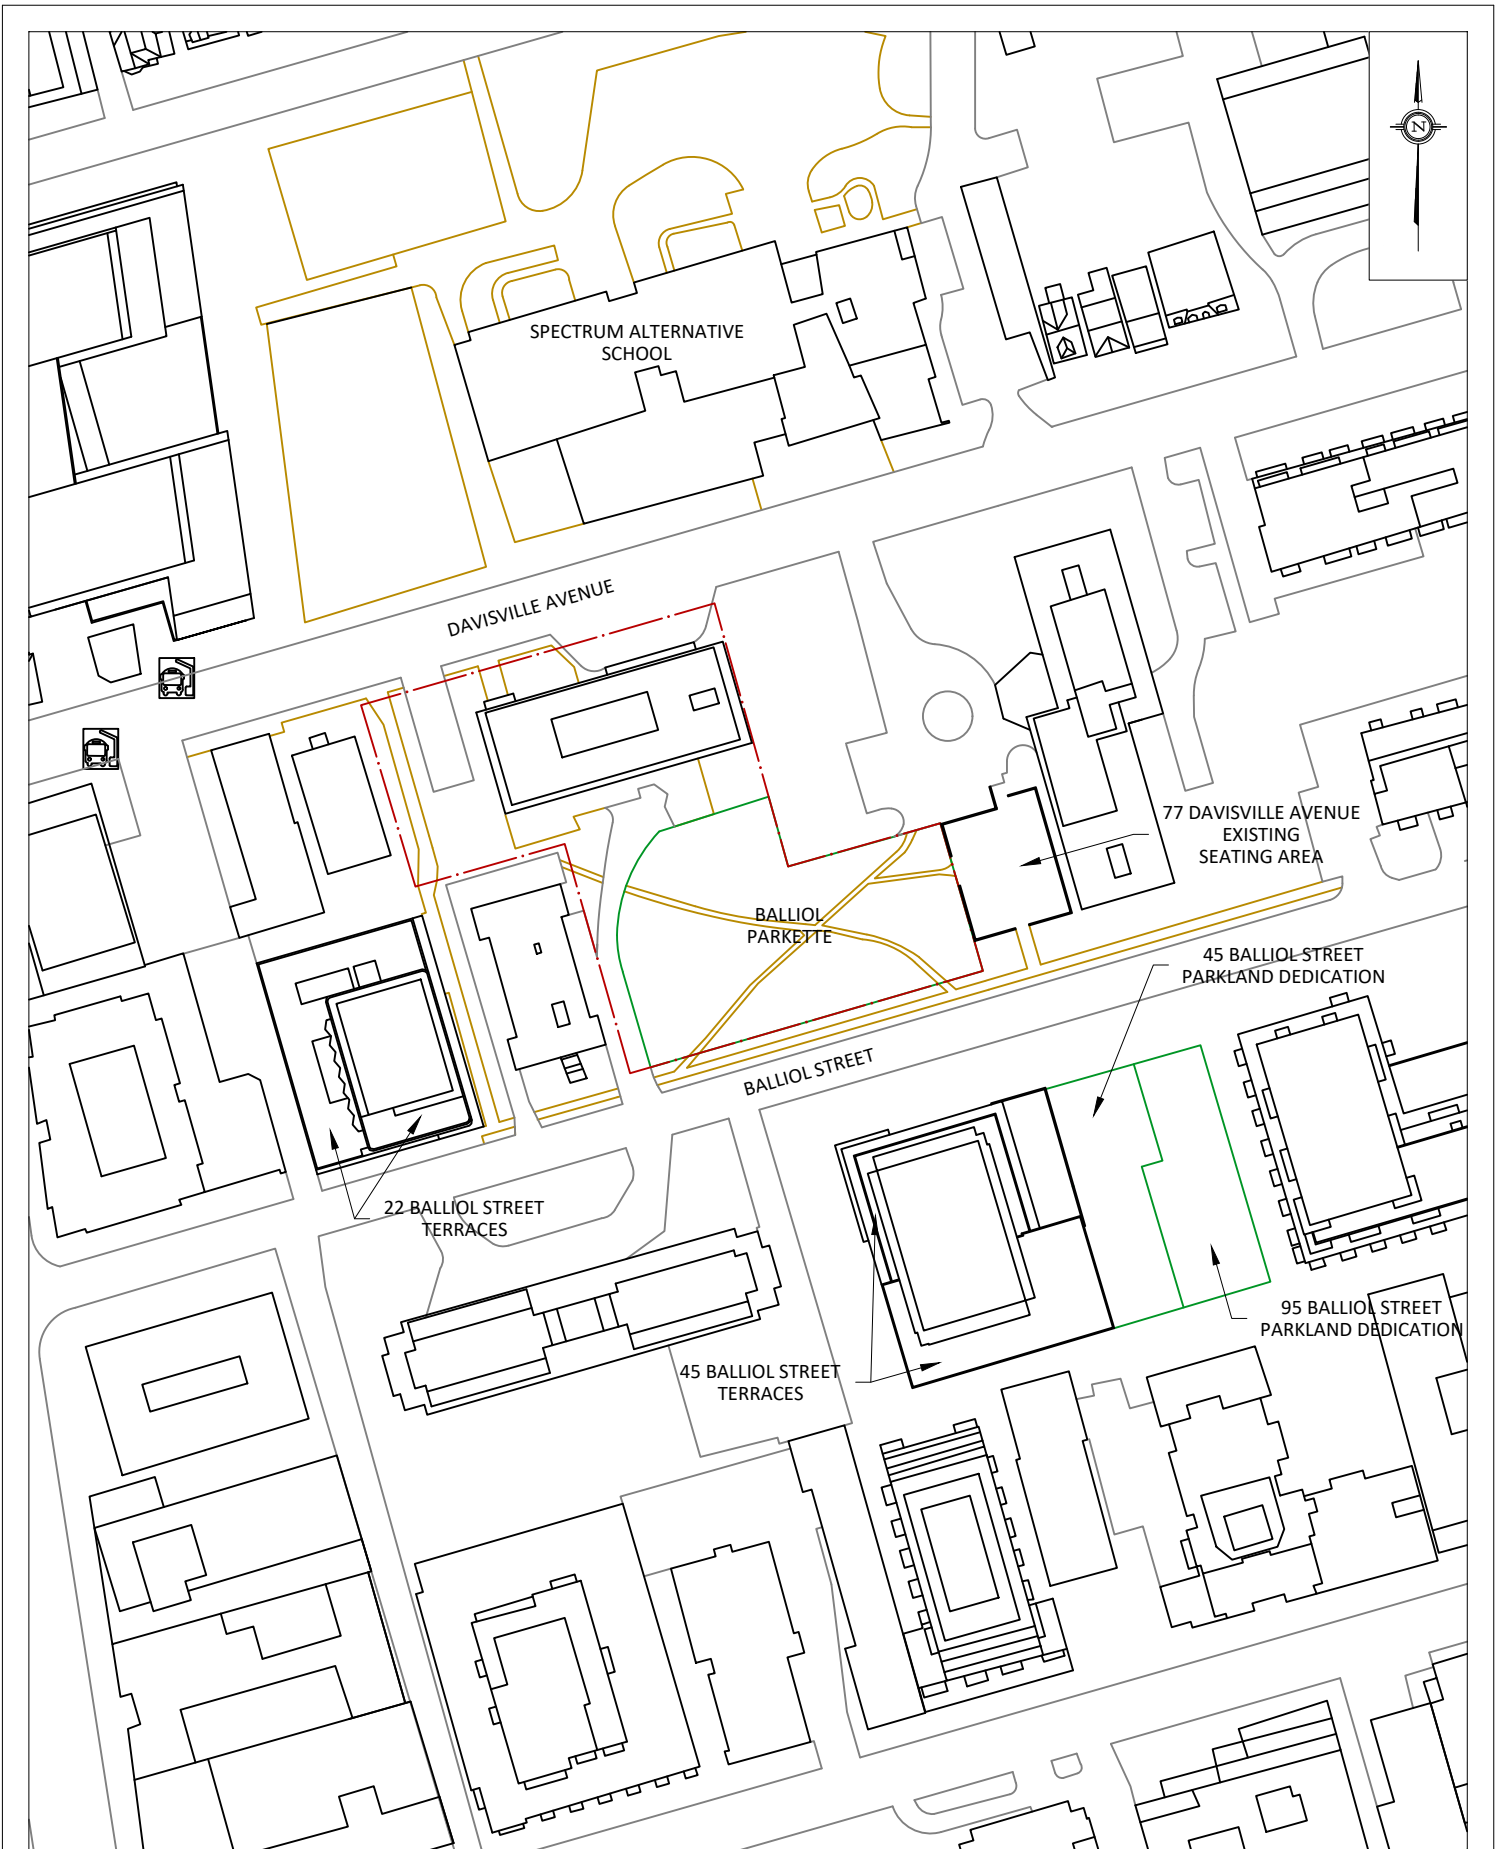 N
SPECTRUM ALTERNATIVE
SCHOOL
DAVISVILLE AVENUE
77 DAVISVILLE AVENUE
EXISTING
SEATING AREA
BALLIOL
PARKETTE
45 BALLIOL STREET
PARKLAND DEDICATION
BALLIOL STREET
22 BALLIOL STREET
TERRACES
95 BALLIOL STREET
PARKLAND DEDICATION
45 BALLIOL STREET
TERRACES